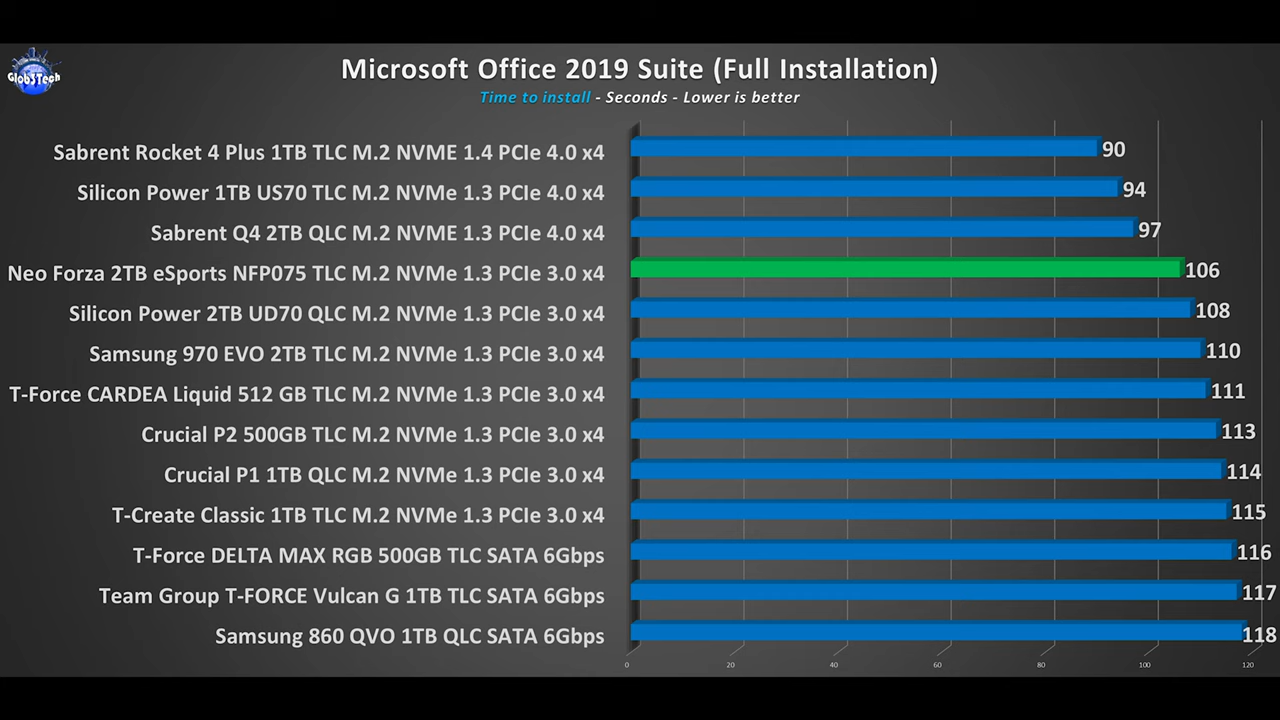 Glob3Tech
Microsoft Office 2019 Suite (Full Installation)
Time to install - Seconds - Lower is better
Sabrent Rocket 4 Plus 1TB TLC M.2 NVME 1.4 PCIe 4.0 x4 90
Silicon Power 1TB US70 TLC M.2 NVME 1.3 PCIe 4.0 x4 94
Sabrent Q4 2TB QLC M.2 NVME 1.3 PCIe 4.0 x4 97
Neo Forza 2TB eSports NFP075 TLC M.2 NVMe 1.3 PCIe 3.0 x4 106
Silicon Power 2TB UD70 QLC M.2 NVMe 1.3 PCIe 3.0 x4 108
Samsung 970 EVO 2TB TLC M.2 NVMe 1.3 PCIe 3.0 x4 110
T-Force CARDEA Liquid 512 GB TLC M.2 NVMe 1.3 PCIe 3.0 x4 111
Crucial P2 500GB TLC M.2 NVMe 1.3 PCIe 3.0 x4 113
Crucial P1 1TB QLC M.2 NVMe 1.3 PCIe 3.0 x4 114
T-Create Classic 1TB TLC M.2 NVMe 1.3 PCIe 3.0 x4 115
T-Force DELTA MAX RGB 500GB TLC SATA 6Gbps 116
Team Group T-FORCE Vulcan G 1TB TLC SATA 6Gbps 117
Samsung 860 QVO 1TB QLC SATA 6Gbps 118
0 20 40 60 80 100 120